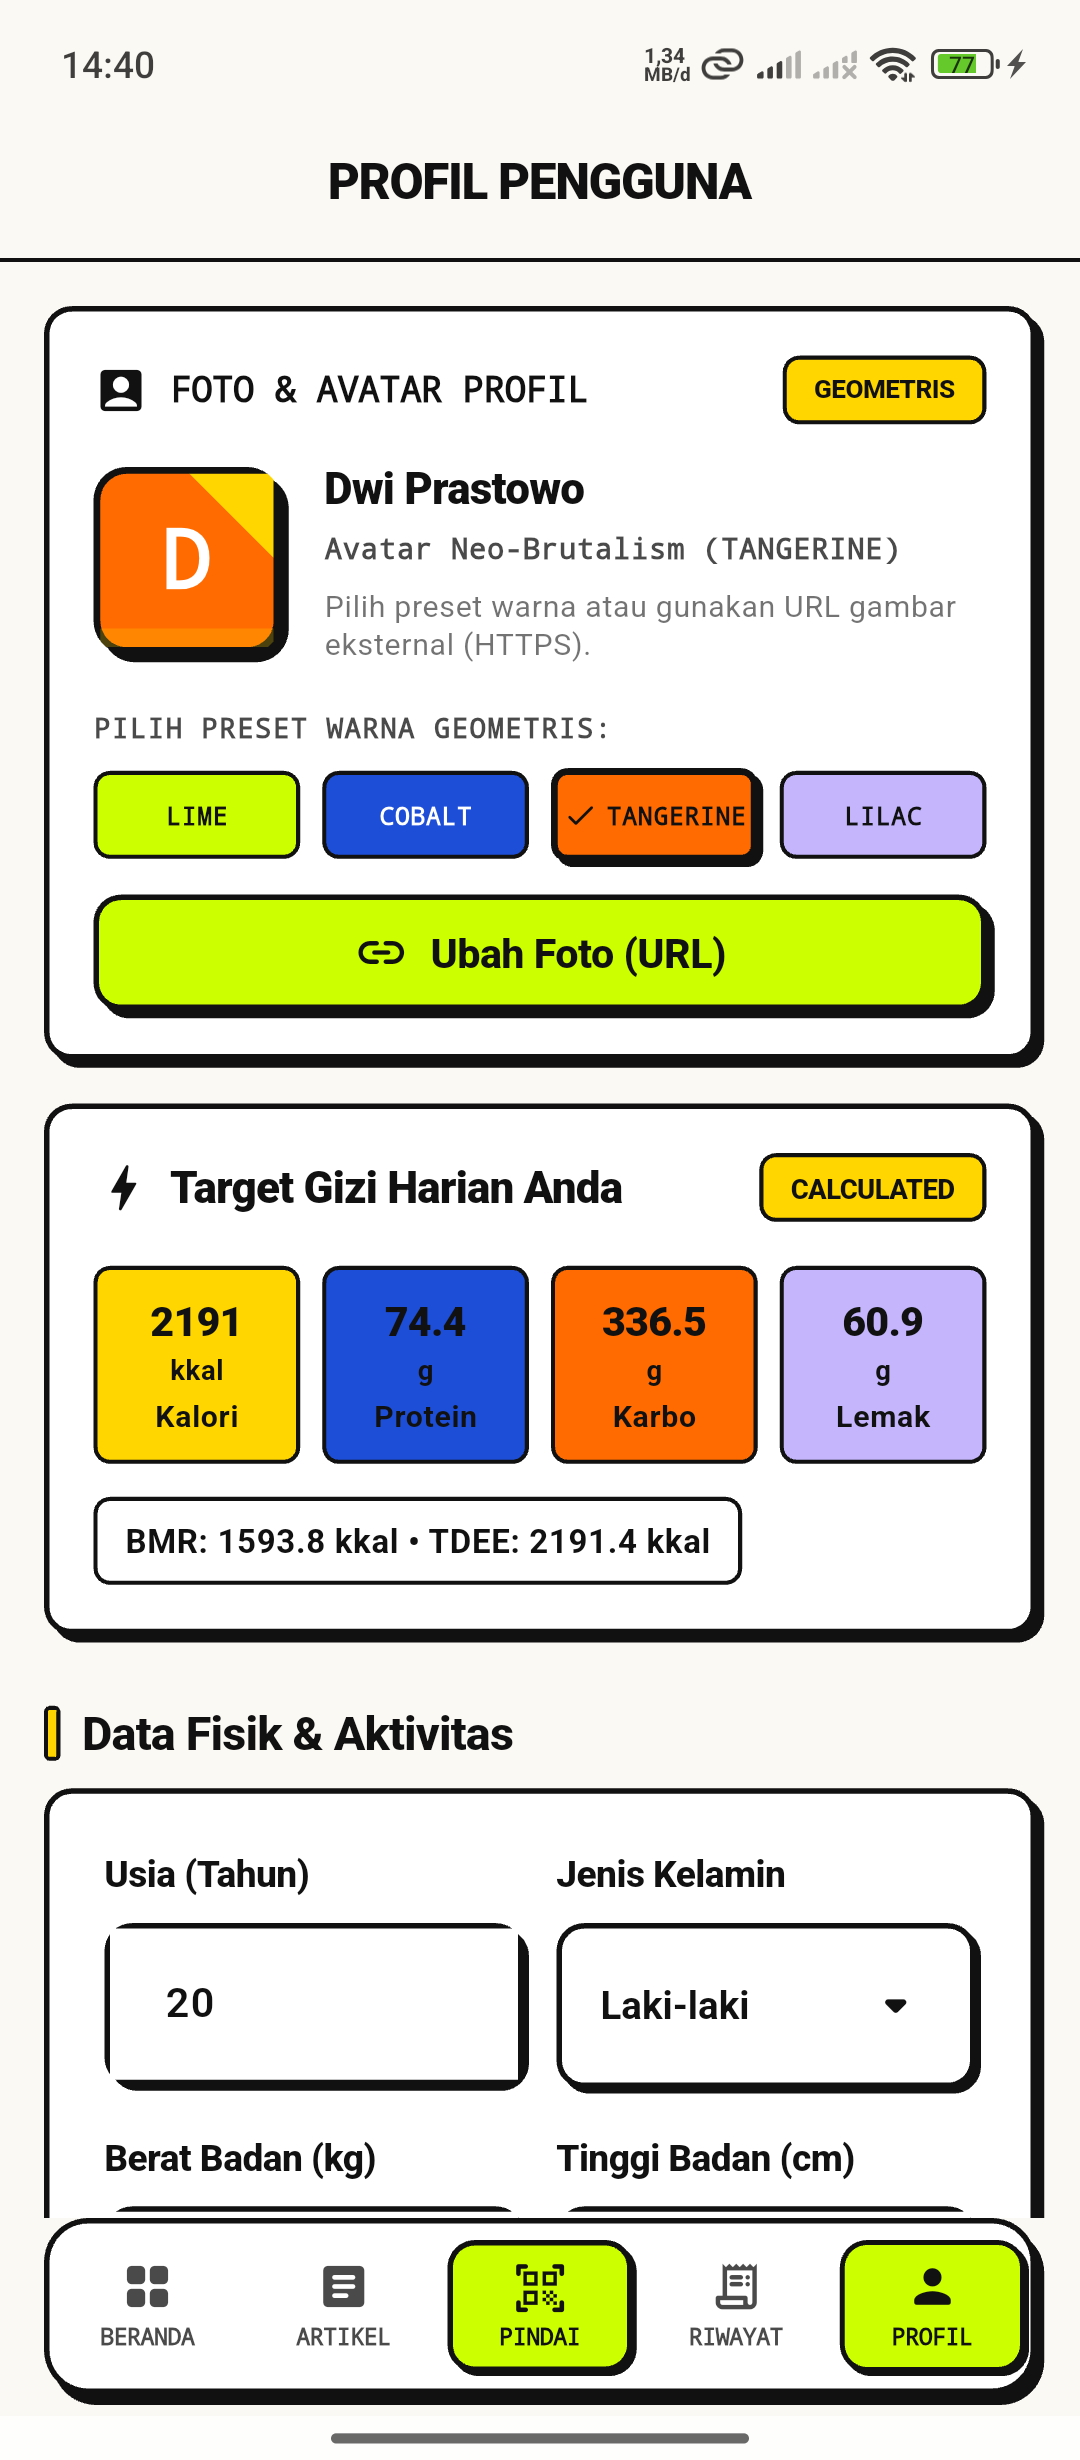 14:40
1,34
MB/d
77
PROFIL PENGGUNA
FOTO & AVATAR PROFIL
GEOMETRIS
D
Dwi Prastowo
Avatar Neo-Brutalism (TANGERINE)
Pilih preset warna atau gunakan URL gambar
eksternal (HTTPS).
PILIH PRESET WARNA GEOMETRIS:
LIME
COBALT
TANGERINE
LILAC
Ubah Foto (URL)
Target Gizi Harian Anda
CALCULATED
2191
kkal
Kalori
74.4
g
Protein
336.5
g
Karbo
60.9
g
Lemak
BMR: 1593.8 kkal • TDEE: 2191.4 kkal
Data Fisik & Aktivitas
Usia (Tahun)
Jenis Kelamin
20
Laki-laki
Berat Badan (kg)
Tinggi Badan (cm)
BERANDA
ARTIKEL
PINDAI
RIWAYAT
PROFIL